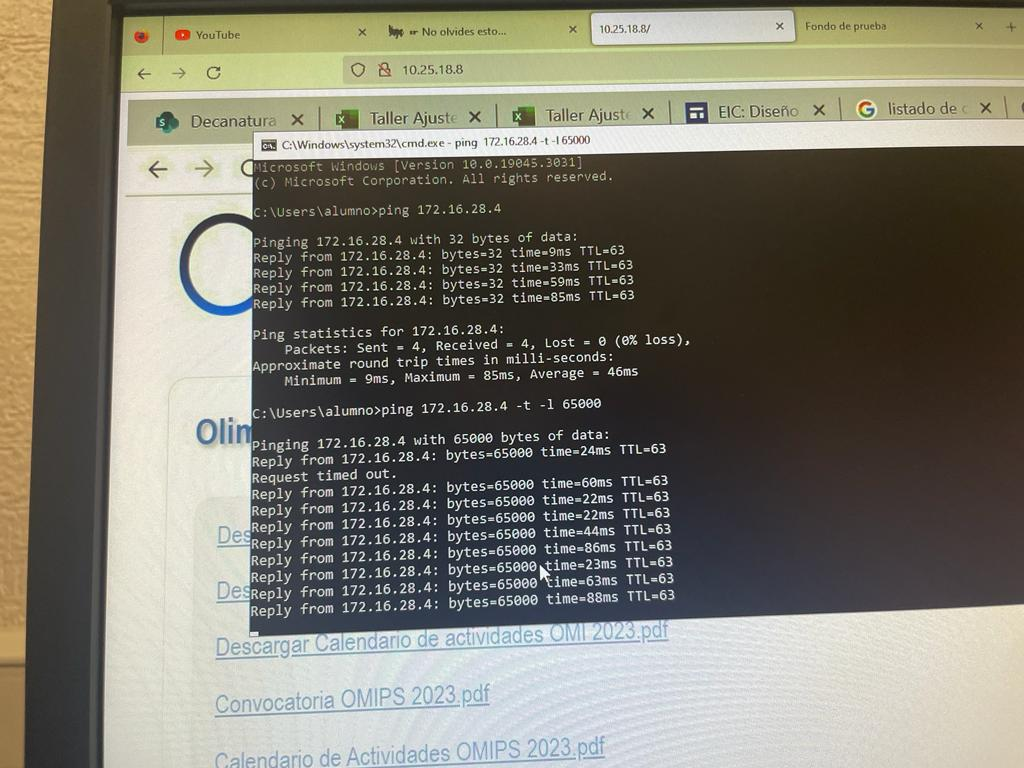 YouTube
No olvides esto...
10.25.18.8/
Fondo de prueba
10.25.18.8
Decanatura
Taller Ajuste
Taller Ajuste
EIC: Diseño
listado de c
C:\Windows\system32\cmd.exe - ping 172.16.28.4 -t -l 65000
Microsoft Windows [Version 10.0.19045.3031]
(c) Microsoft Corporation. All rights reserved.
C:\Users\alumno>ping 172.16.28.4
Pinging 172.16.28.4 with 32 bytes of data:
Reply from 172.16.28.4: bytes=32 time=9ms TTL=63
Reply from 172.16.28.4: bytes=32 time=33ms TTL=63
Reply from 172.16.28.4: bytes=32 time=59ms TTL=63
Reply from 172.16.28.4: bytes=32 time=85ms TTL=63
Ping statistics for 172.16.28.4:
Packets: Sent = 4, Received = 4, Lost = 0 (0% loss),
Approximate round trip times in milli-seconds:
Minimum = 9ms, Maximum = 85ms, Average = 46ms
C:\Users\alumno>ping 172.16.28.4 -t -l 65000
Pinging 172.16.28.4 with 65000 bytes of data:
Reply from 172.16.28.4: bytes=65000 time=24ms TTL=63
Request timed out.
Reply from 172.16.28.4: bytes=65000 time=60ms TTL=63
Reply from 172.16.28.4: bytes=65000 time=22ms TTL=63
Reply from 172.16.28.4: bytes=65000 time=22ms TTL=63
Reply from 172.16.28.4: bytes=65000 time=44ms TTL=63
Reply from 172.16.28.4: bytes=65000 time=86ms TTL=63
Reply from 172.16.28.4: bytes=65000 time=23ms TTL=63
Reply from 172.16.28.4: bytes=65000 time=63ms TTL=63
Reply from 172.16.28.4: bytes=65000 time=88ms TTL=63
Olim
Des
Des
Descargar Calendario de actividades OMI 2023.pdf
Convocatoria OMIPS 2023.pdf
Calendario de Actividades OMIPS 2023.pdf